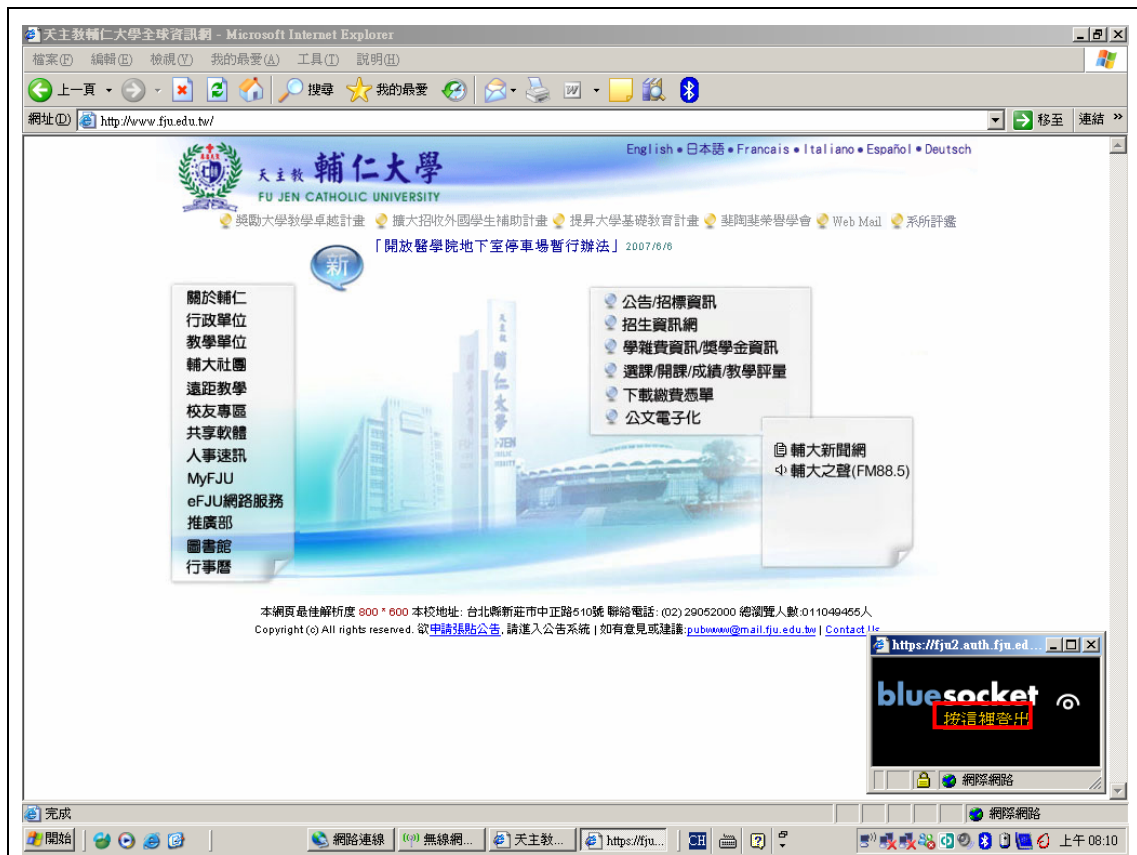 天主教輔仁大學全球資訊網 - Microsoft Internet Explorer
檔案(F) 編輯(E) 檢視(V) 我的最愛(A) 工具(T) 說明(H)
上一頁 搜尋 我的最愛
網址(D) http://www.fju.edu.tw/ 移至 連結 »
English • 日本語 • Francais • Italiano • Español • Deutsch
天主教 輔仁大學
FU JEN CATHOLIC UNIVERSITY
獎勵大學教學卓越計畫 擴大招收外國學生補助計畫 提昇大學基礎教育計畫 斐陶斐榮譽學會 Web Mail 系所評鑑
新
「開放醫學院地下室停車場暫行辦法」 2007/6/6
關於輔仁
行政單位
教學單位
輔大社團
遠距教學
校友專區
共享軟體
人事速訊
MyFJU
eFJU網路服務
推廣部
圖書館
行事曆
天主教
輔仁大學
公告/招標資訊
招生資訊網
學雜費資訊/獎學金資訊
選課/開課/成績/教學評量
下載繳費憑單
公文電子化
輔大新聞網
輔大之聲(FM88.5)
本網頁最佳解析度 800 * 600 本校地址: 台北縣新莊市中正路510號 聯絡電話: (02) 29052000 總瀏覽人數:011049455人
Copyright (c) All rights reserved. 欲申請張貼公告, 請進入公告系統 | 如有意見或建議:pubwww@mail.fju.edu.tw | Contact Us
https://fju2.auth.fju.ed...
bluesocket
按這裡登出
網際網路
完成 網際網路
開始 網路連線 無線網... 天主教... https://fju... CH 上午 08:10